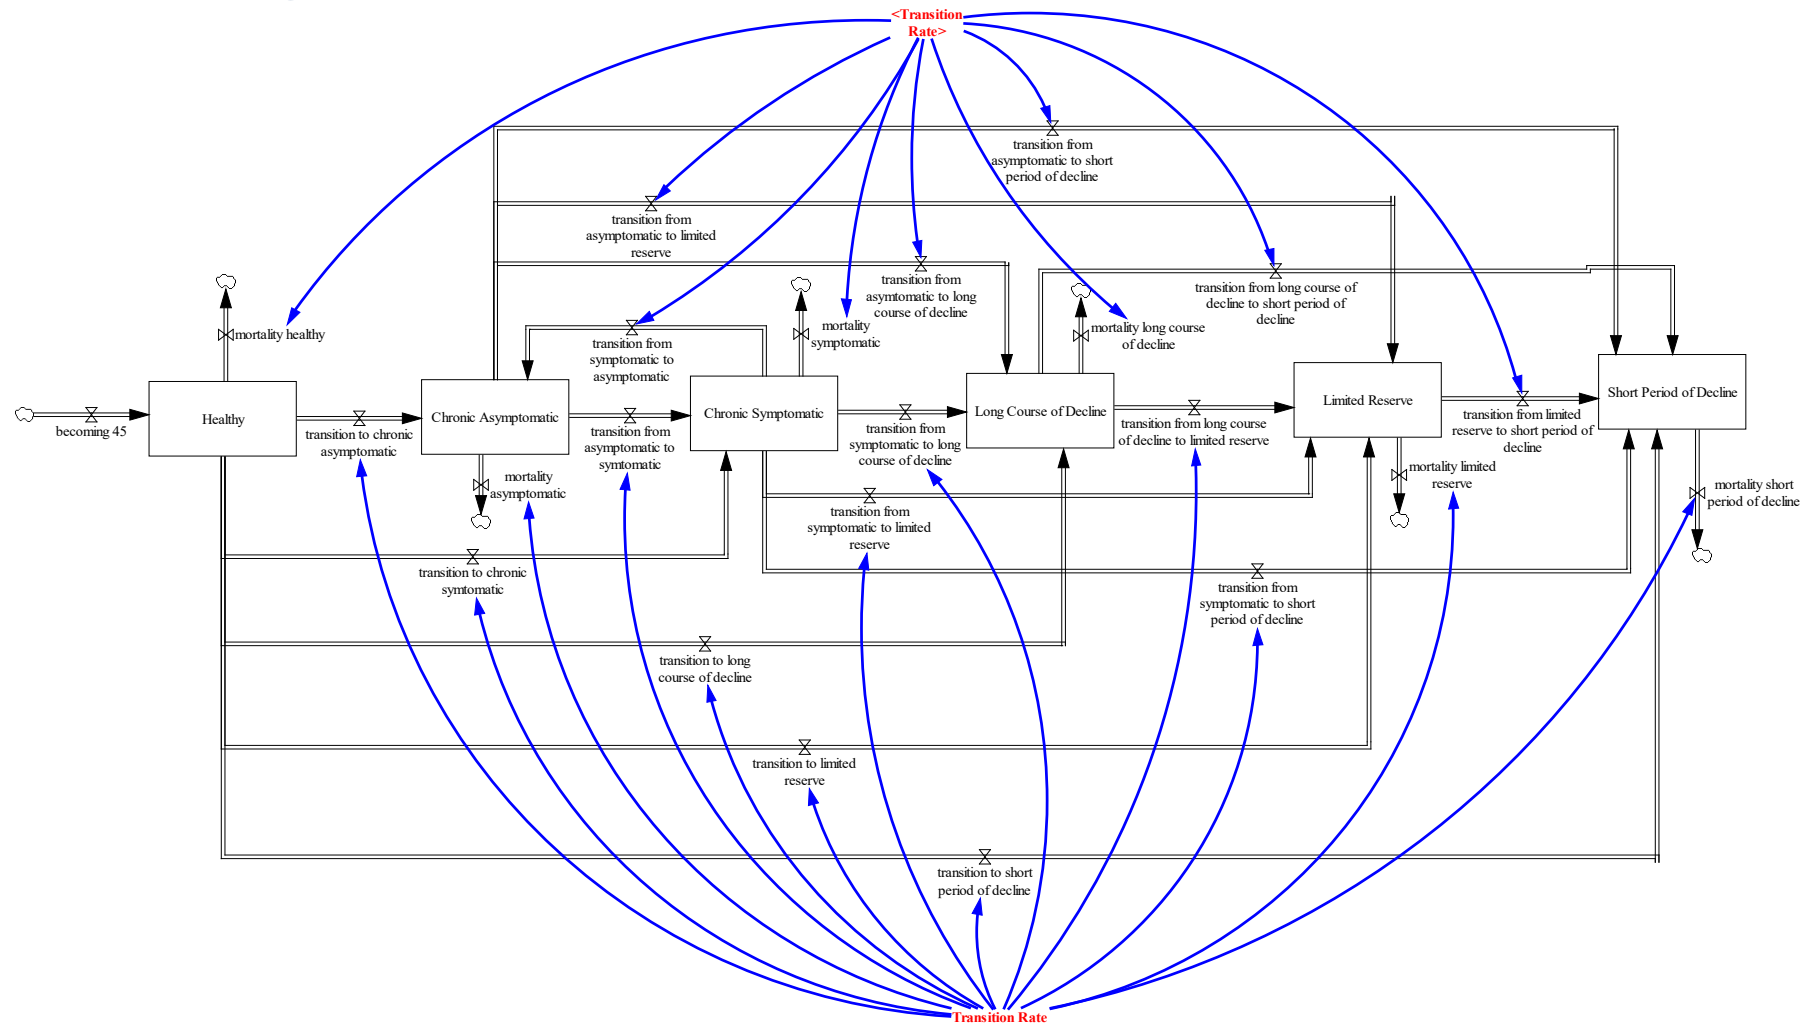 <Transition
Rate>
transition from
asymptomatic to short
period of decline
transition from
asymptomatic to limited
reserve
transition from
asymtomatic to long
course of decline
transition from long course of
decline to short period of
decline
mortality healthy
transition from
symptomatic to
asymptomatic
mortality
symptomatic
mortality long course
of decline
Healthy
Chronic Asymptomatic
Chronic Symptomatic
Long Course of Decline
Limited Reserve
Short Period of Decline
becoming 45
transition to chronic
asymptomatic
transition from
asymptomatic to
symtomatic
transition from
symptomatic to long
course of decline
transition from long course
of decline to limited reserve
transition from limited
reserve to short period of
decline
mortality
asymptomatic
mortality limited
reserve
mortality short
period of decline
transition from
symptomatic to limited
reserve
transition to chronic
symtomatic
transition from
symptomatic to short
period of decline
transition to long
course of decline
transition to limited
reserve
transition to short
period of decline
Transition Rate